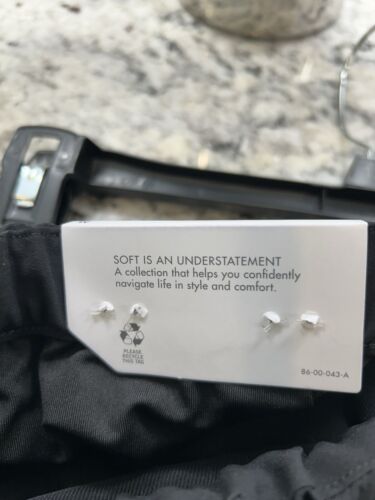 SOFT IS AN UNDERSTATEMENT
A collection that helps you confidently
navigate life in style and comfort.
PLEASE
RECYCLE
THIS TAG
86-00-043-A